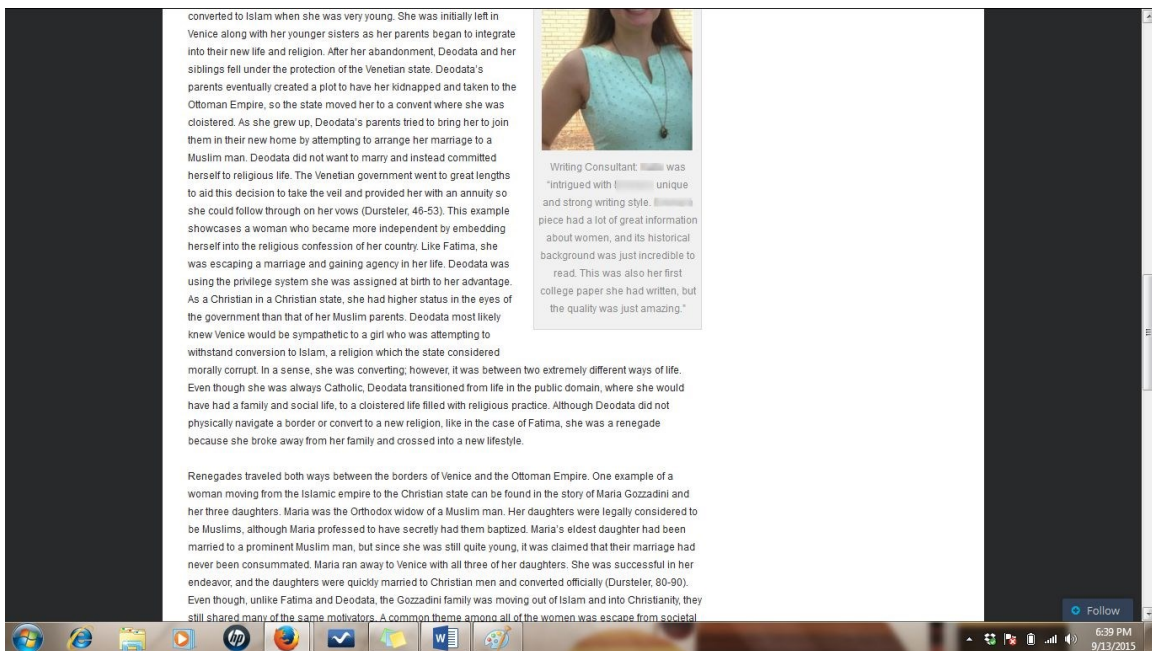 converted to Islam when she was very young. She was initially left in
Venice along with her younger sisters as her parents began to integrate
into their new life and religion. After her abandonment, Deodata and her
siblings fell under the protection of the Venetian state. Deodata's
parents eventually created a plot to have her kidnapped and taken to the
Ottoman Empire, so the state moved her to a convent where she was
cloistered. As she grew up, Deodata's parents tried to bring her to join
them in their new home by attempting to arrange her marriage to a
Muslim man. Deodata did not want to marry and instead committed
herself to religious life. The Venetian government went to great lengths
to aid this decision to take the veil and provided her with an annuity so
she could follow through on her vows (Dursteler, 46-53). This example
showcases a woman who became more independent by embedding
herself into the religious confession of her country. Like Fatima, she
was escaping a marriage and gaining agency in her life. Deodata was
using the privilege system she was assigned at birth to her advantage.
As a Christian in a Christian state, she had higher status in the eyes of
the government than that of her Muslim parents. Deodata most likely
knew Venice would be sympathetic to a girl who was attempting to
withstand conversion to Islam, a religion which the state considered
morally corrupt. In a sense, she was converting; however, it was between two extremely different ways of life.
Even though she was always Catholic, Deodata transitioned from life in the public domain, where she would
have had a family and social life, to a cloistered life filled with religious practice. Although Deodata did not
physically navigate a border or convert to a new religion, like in the case of Fatima, she was a renegade
because she broke away from her family and crossed into a new lifestyle.
Writing Consultant; was
"intrigued with unique
and strong writing style.
piece had a lot of great information
about women, and its historical
background was just incredible to
read. This was also her first
college paper she had written, but
the quality was just amazing."
Renegades traveled both ways between the borders of Venice and the Ottoman Empire. One example of a
woman moving from the Islamic empire to the Christian state can be found in the story of Maria Gozzadini and
her three daughters. Maria was the Orthodox widow of a Muslim man. Her daughters were legally considered to
be Muslims, although Maria professed to have secretly had them baptized. Maria's eldest daughter had been
married to a prominent Muslim man, but since she was still quite young, it was claimed that their marriage had
never been consummated. Maria ran away to Venice with all three of her daughters. She was successful in her
endeavor, and the daughters were quickly married to Christian men and converted officially (Dursteler, 80-90).
Even though, unlike Fatima and Deodata, the Gozzadini family was moving out of Islam and into Christianity, they
still shared many of the same motivators. A common theme among all of the women was escape from societal
Follow
hp
W
6:39 PM
9/13/2015